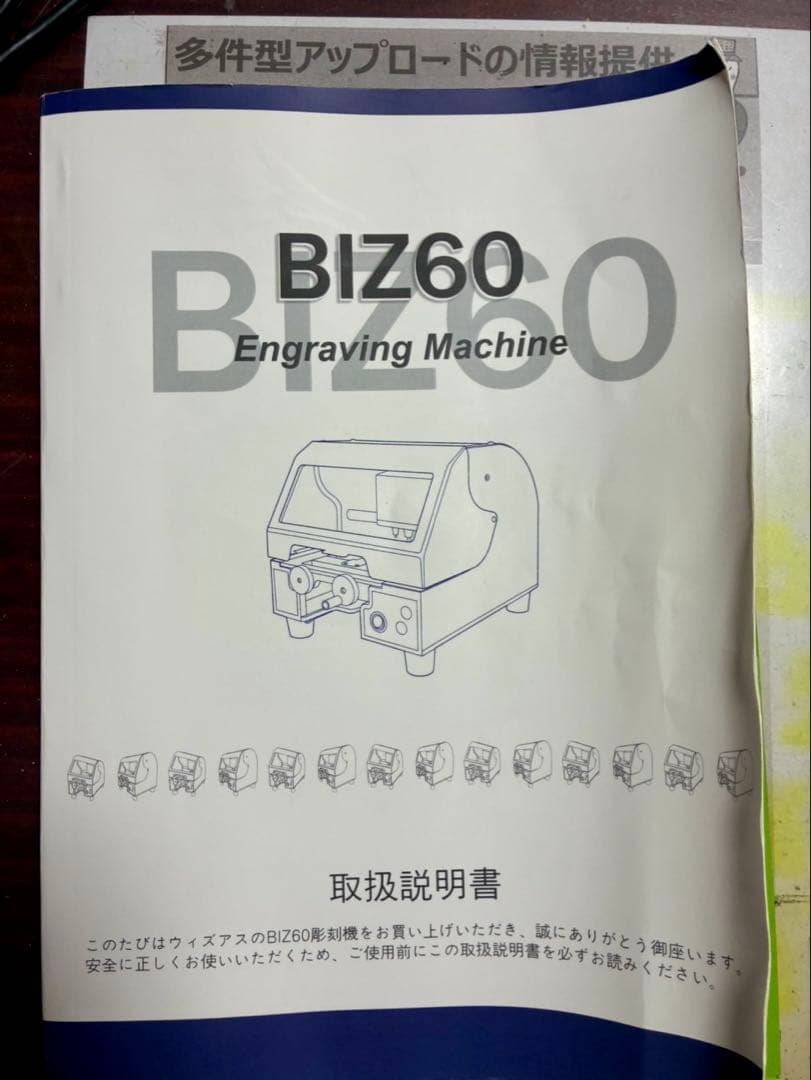 多件型アップロードの情報提供
BIZ60
BIZ60
Engraving Machine
取扱説明書
このたびはウィズアスのBIZ60彫刻機をお買い上げいただき、誠にありがとう御座います。
安全に正しくお使いいただくため、ご使用前にこの取扱説明書を必ずお読みください。